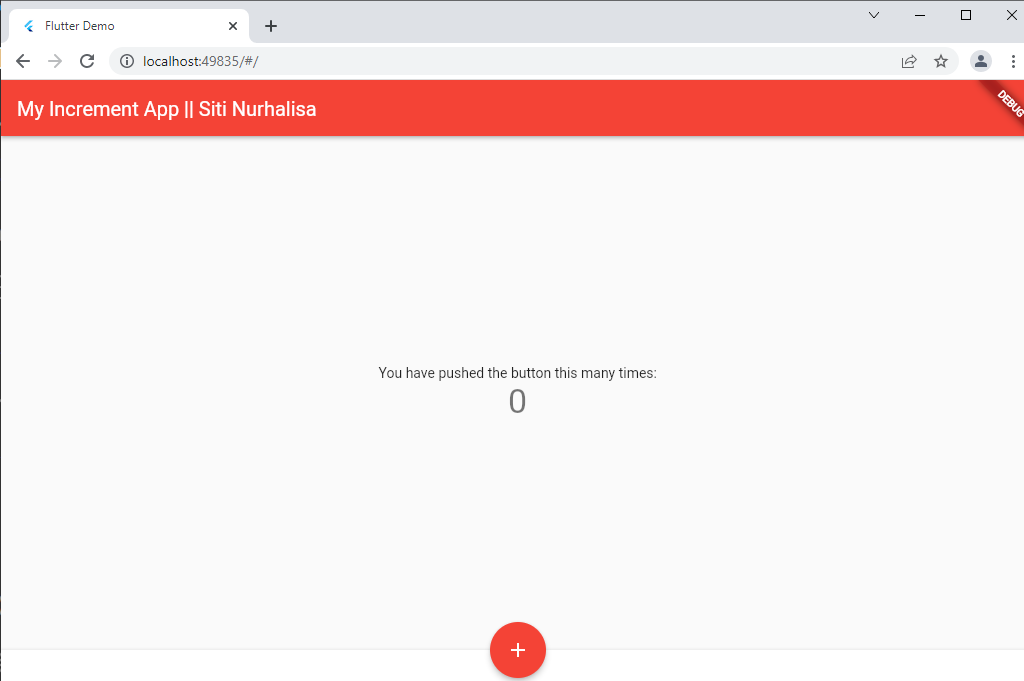 Flutter Demo
localhost:49835/#/
My Increment App || Siti Nurhalisa
DEBUG
You have pushed the button this many times:
0